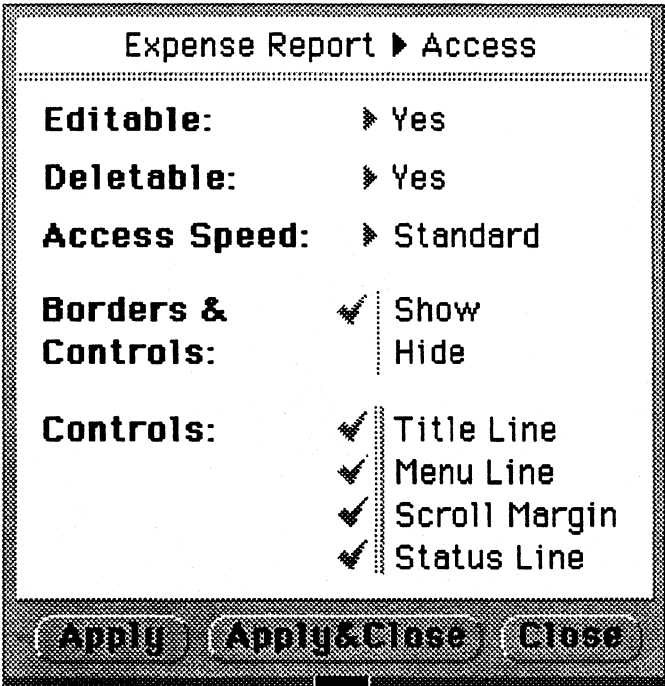 Expense Report ▶ Access
Editable: Yes
Deletable: Yes
Access Speed: Standard
Borders & Show
Controls: Hide
Controls: Title Line
Menu Line
Scroll Margin
Status Line
Apply Apply&Close Close